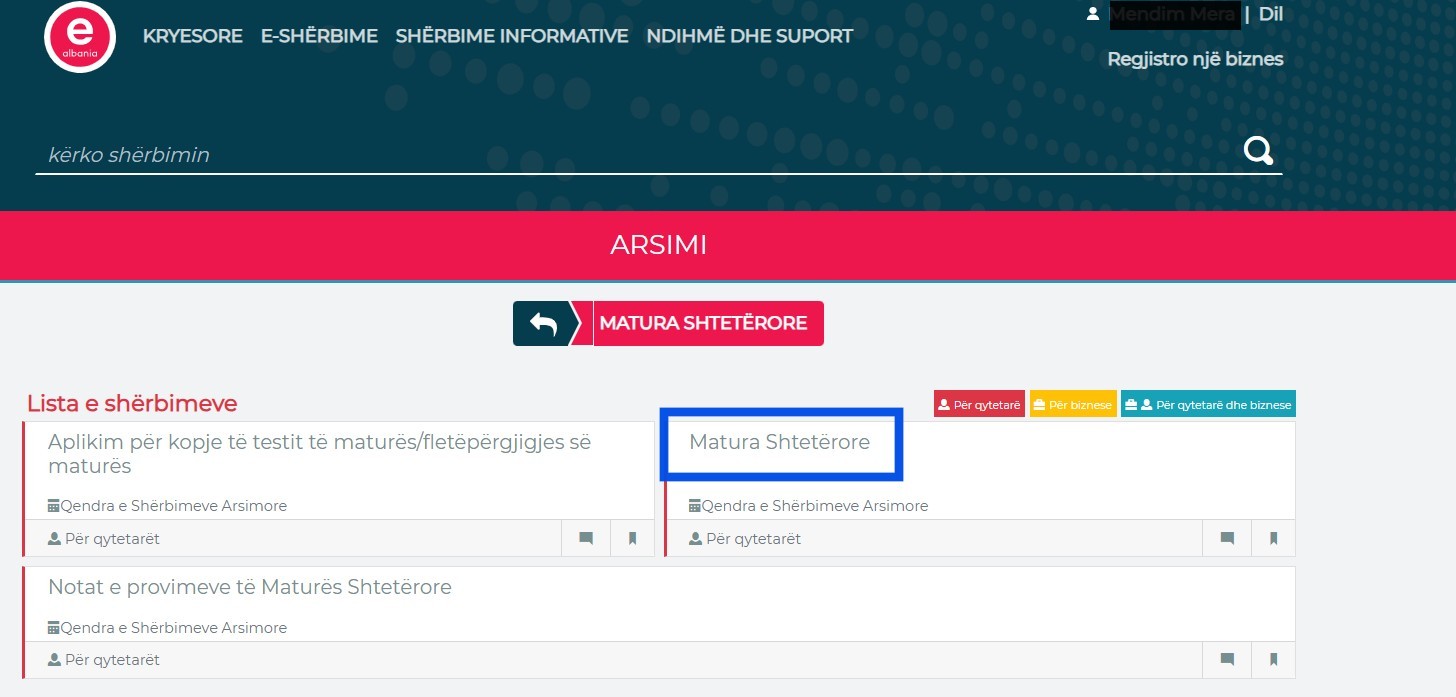 e
albania
KRYESORE E-SHËRBIME SHËRBIME INFORMATIVE NDIHMË DHE SUPORT
| Dil
Regjistro një biznes
kërko shërbimin
ARSIMI
MATURA SHTETËRORE
Lista e shërbimeve
Për qytetarë Për biznese Për qytetarë dhe biznese
Aplikim për kopje të testit të maturës/fletëpërgjigjes së
maturës
Qendra e Shërbimeve Arsimore
Për qytetarët
Matura Shtetërore
Qendra e Shërbimeve Arsimore
Për qytetarët
Notat e provimeve të Maturës Shtetërore
Qendra e Shërbimeve Arsimore
Për qytetarët